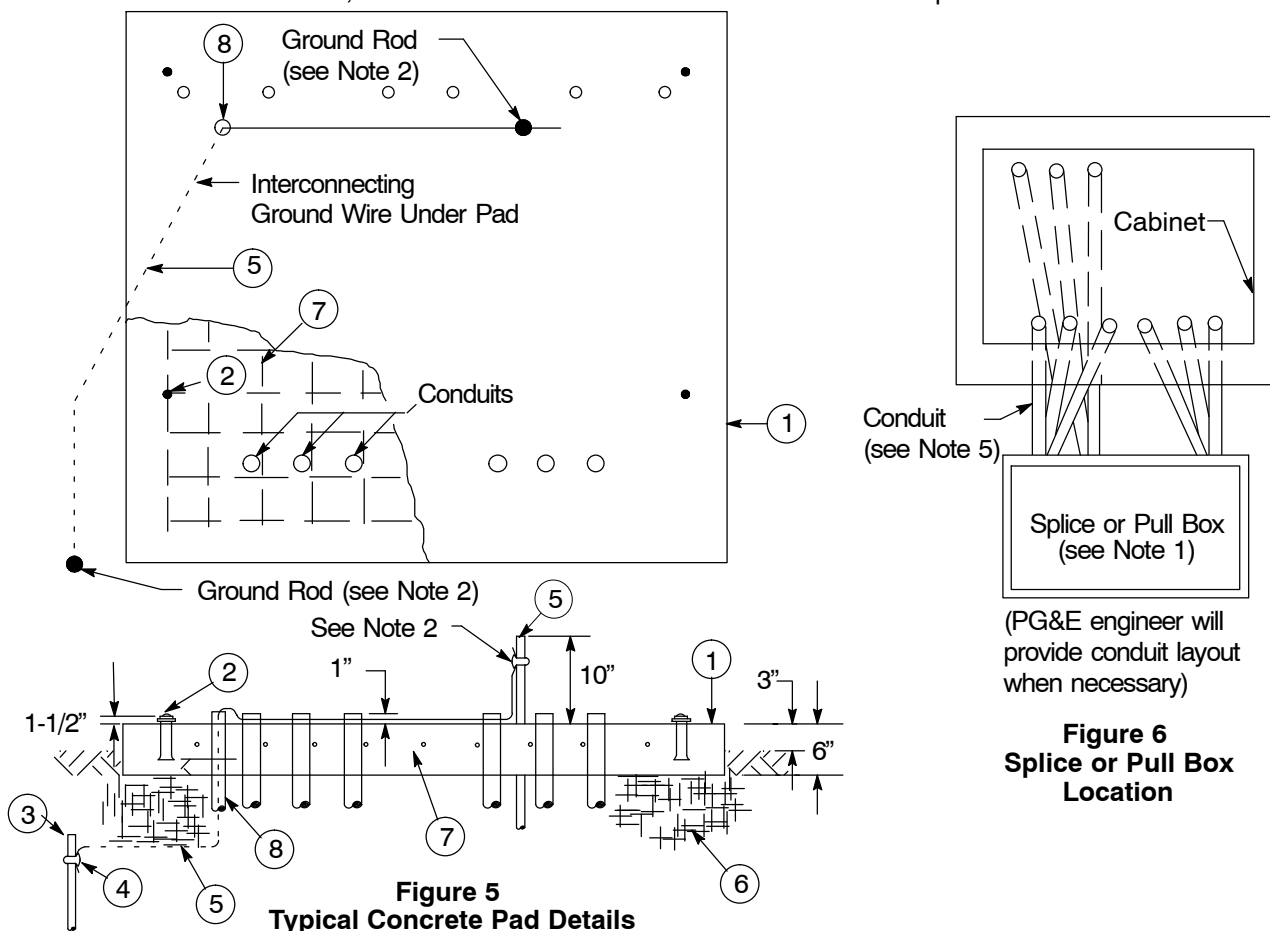 8
Ground Rod
(see Note 2)
Interconnecting
Ground Wire Under Pad
5
7
2
Conduits
1
Ground Rod (see Note 2)
See Note 2
5
2
1"
10"
1
3"
1-1/2"
6"
3
8
7
4
5
6
Figure 5
Typical Concrete Pad Details
Cabinet
Conduit
(see Note 5)
Splice or Pull Box
(see Note 1)
(PG&E engineer will
provide conduit layout
when necessary)
Figure 6
Splice or Pull Box
Location